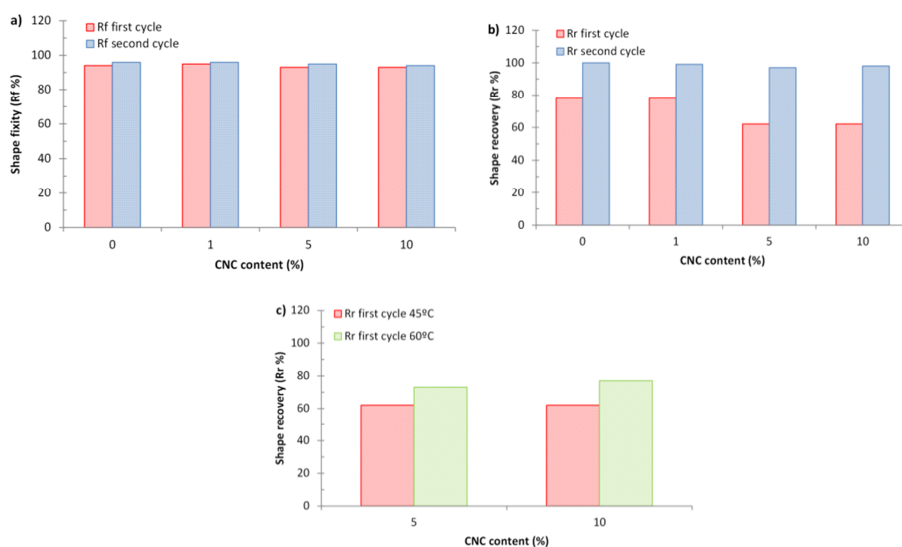 a)
Rf first cycle
Rf second cycle
Shape fixity (Rf %)
120
100
80
60
40
20
0
0 1 5 10
CNC content (%)
b)
Rr first cycle
Rr second cycle
Shape recovery (Rr %)
120
100
80
60
40
20
0
0 1 5 10
CNC content (%)
c)
Rr first cycle 45ºC
Rr first cycle 60ºC
Shape recovery (Rr %)
120
100
80
60
40
20
0
5 10
CNC content (%)